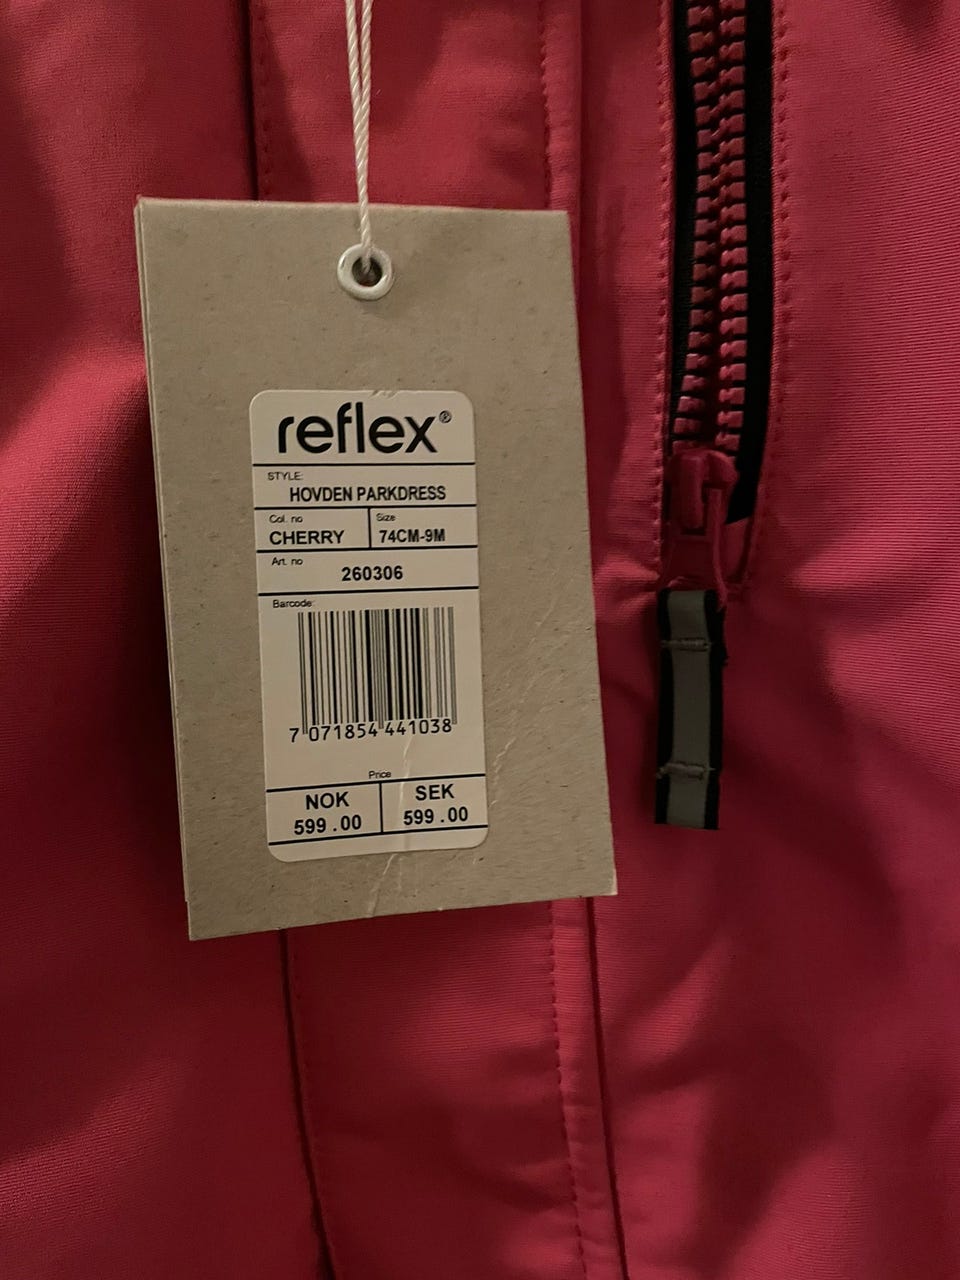 reflex®
STYLE:
HOVDEN PARKDRESS
Col. no Size
CHERRY 74CM-9M
Art. no
260306
Barcode:
7 071854 441038
Price
NOK SEK
599.00 599.00